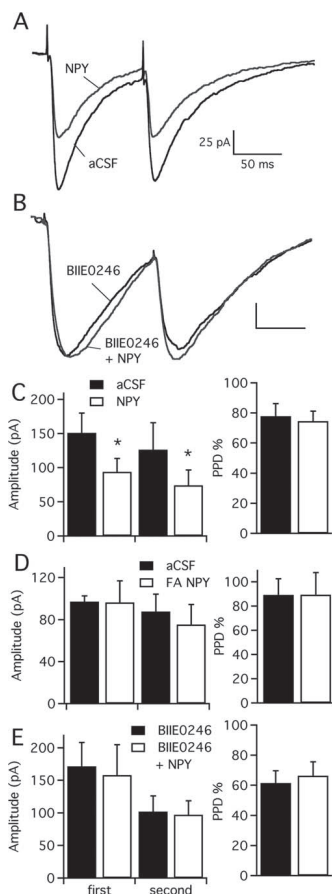 A
NPY
aCSF
25 pA
50 ms
B
BIIE0246
BIIE0246
+ NPY
C
aCSF
NPY
Amplitude (pA)
200
150
100
50
0
*
*
PPD %
100
80
60
40
20
0
D
aCSF
FA NPY
Amplitude (pA)
120
80
40
0
PPD %
100
80
60
40
20
0
E
BIIE0246
BIIE0246
+ NPY
Amplitude (pA)
200
150
100
50
0
first
second
PPD %
100
80
60
40
20
0